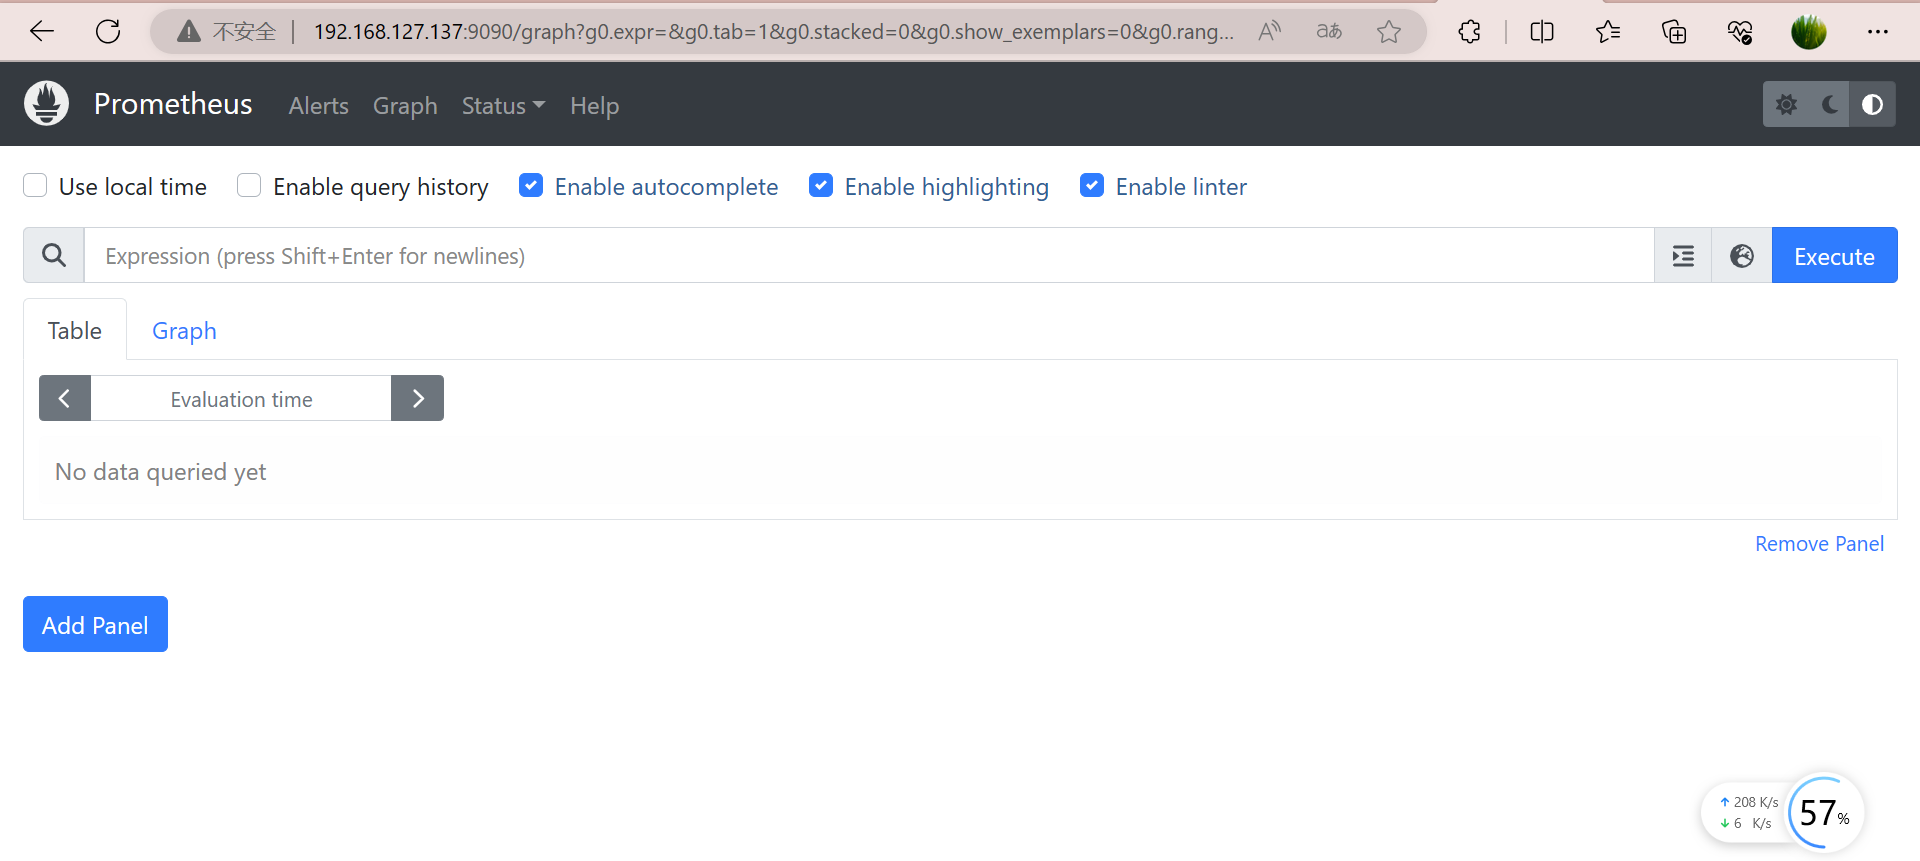 不安全 | 192.168.127.137:9090/graph?g0.expr=&g0.tab=1&g0.stacked=0&g0.show_exemplars=0&g0.rang... A aあ
Prometheus Alerts Graph Status Help
Use local time Enable query history Enable autocomplete Enable highlighting Enable linter
Expression (press Shift+Enter for newlines) Execute
Table Graph
Evaluation time
No data queried yet
Remove Panel
Add Panel
208 K/s
6 K/s
57%